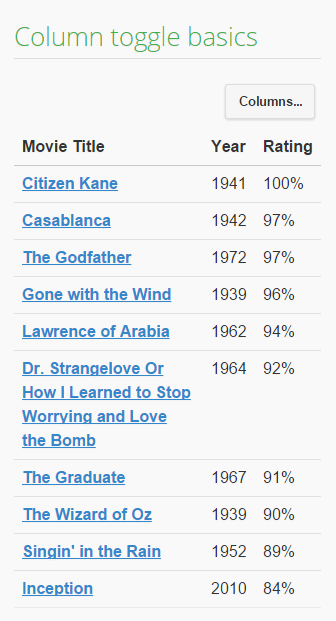 Column toggle basics
Columns...
Movie Title Year Rating
Citizen Kane 1941 100%
Casablanca 1942 97%
The Godfather 1972 97%
Gone with the Wind 1939 96%
Lawrence of Arabia 1962 94%
Dr. Strangelove Or 1964 92%
How I Learned to Stop
Worrying and Love
the Bomb
The Graduate 1967 91%
The Wizard of Oz 1939 90%
Singin' in the Rain 1952 89%
Inception 2010 84%